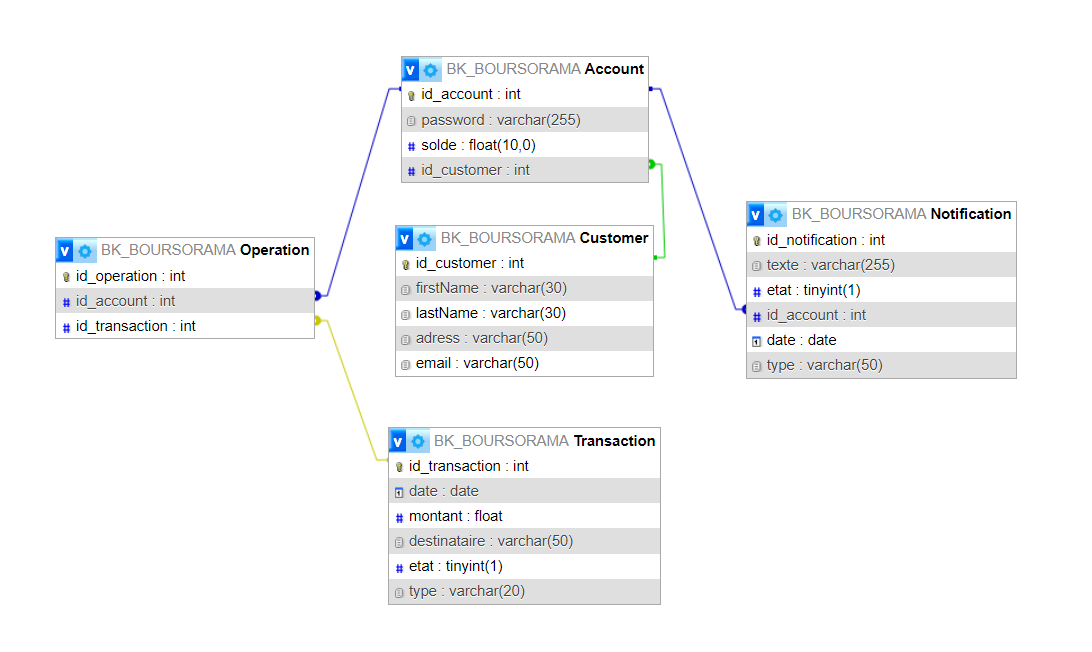 v BK_BOURSORAMA Account
id_account : int
password : varchar(255)
# solde : float(10,0)
# id_customer : int
v BK_BOURSORAMA Customer
id_customer : int
firstName : varchar(30)
lastName : varchar(30)
adress : varchar(50)
email : varchar(50)
v BK_BOURSORAMA Operation
id_operation : int
# id_account : int
# id_transaction : int
v BK_BOURSORAMA Notification
id_notification : int
texte : varchar(255)
# etat : tinyint(1)
# id_account : int
date : date
type : varchar(50)
v BK_BOURSORAMA Transaction
id_transaction : int
date : date
# montant : float
destinataire : varchar(50)
# etat : tinyint(1)
type : varchar(20)